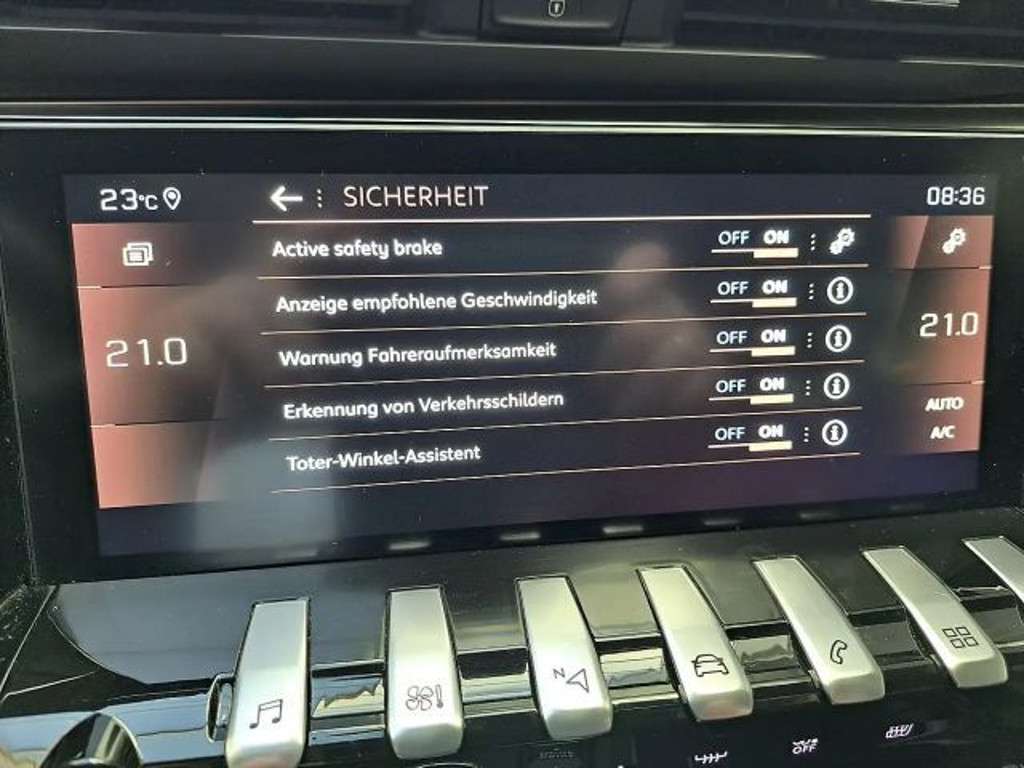 23°C SICHERHEIT 08:36
Active safety brake OFF ON
Anzeige empfohlene Geschwindigkeit OFF ON
21.0 Warnung Fahreraufmerksamkeit OFF ON 21.0
Erkennung von Verkehrsschildern OFF ON
AUTO
Toter-Winkel-Assistent OFF ON
A/C
N
OFF